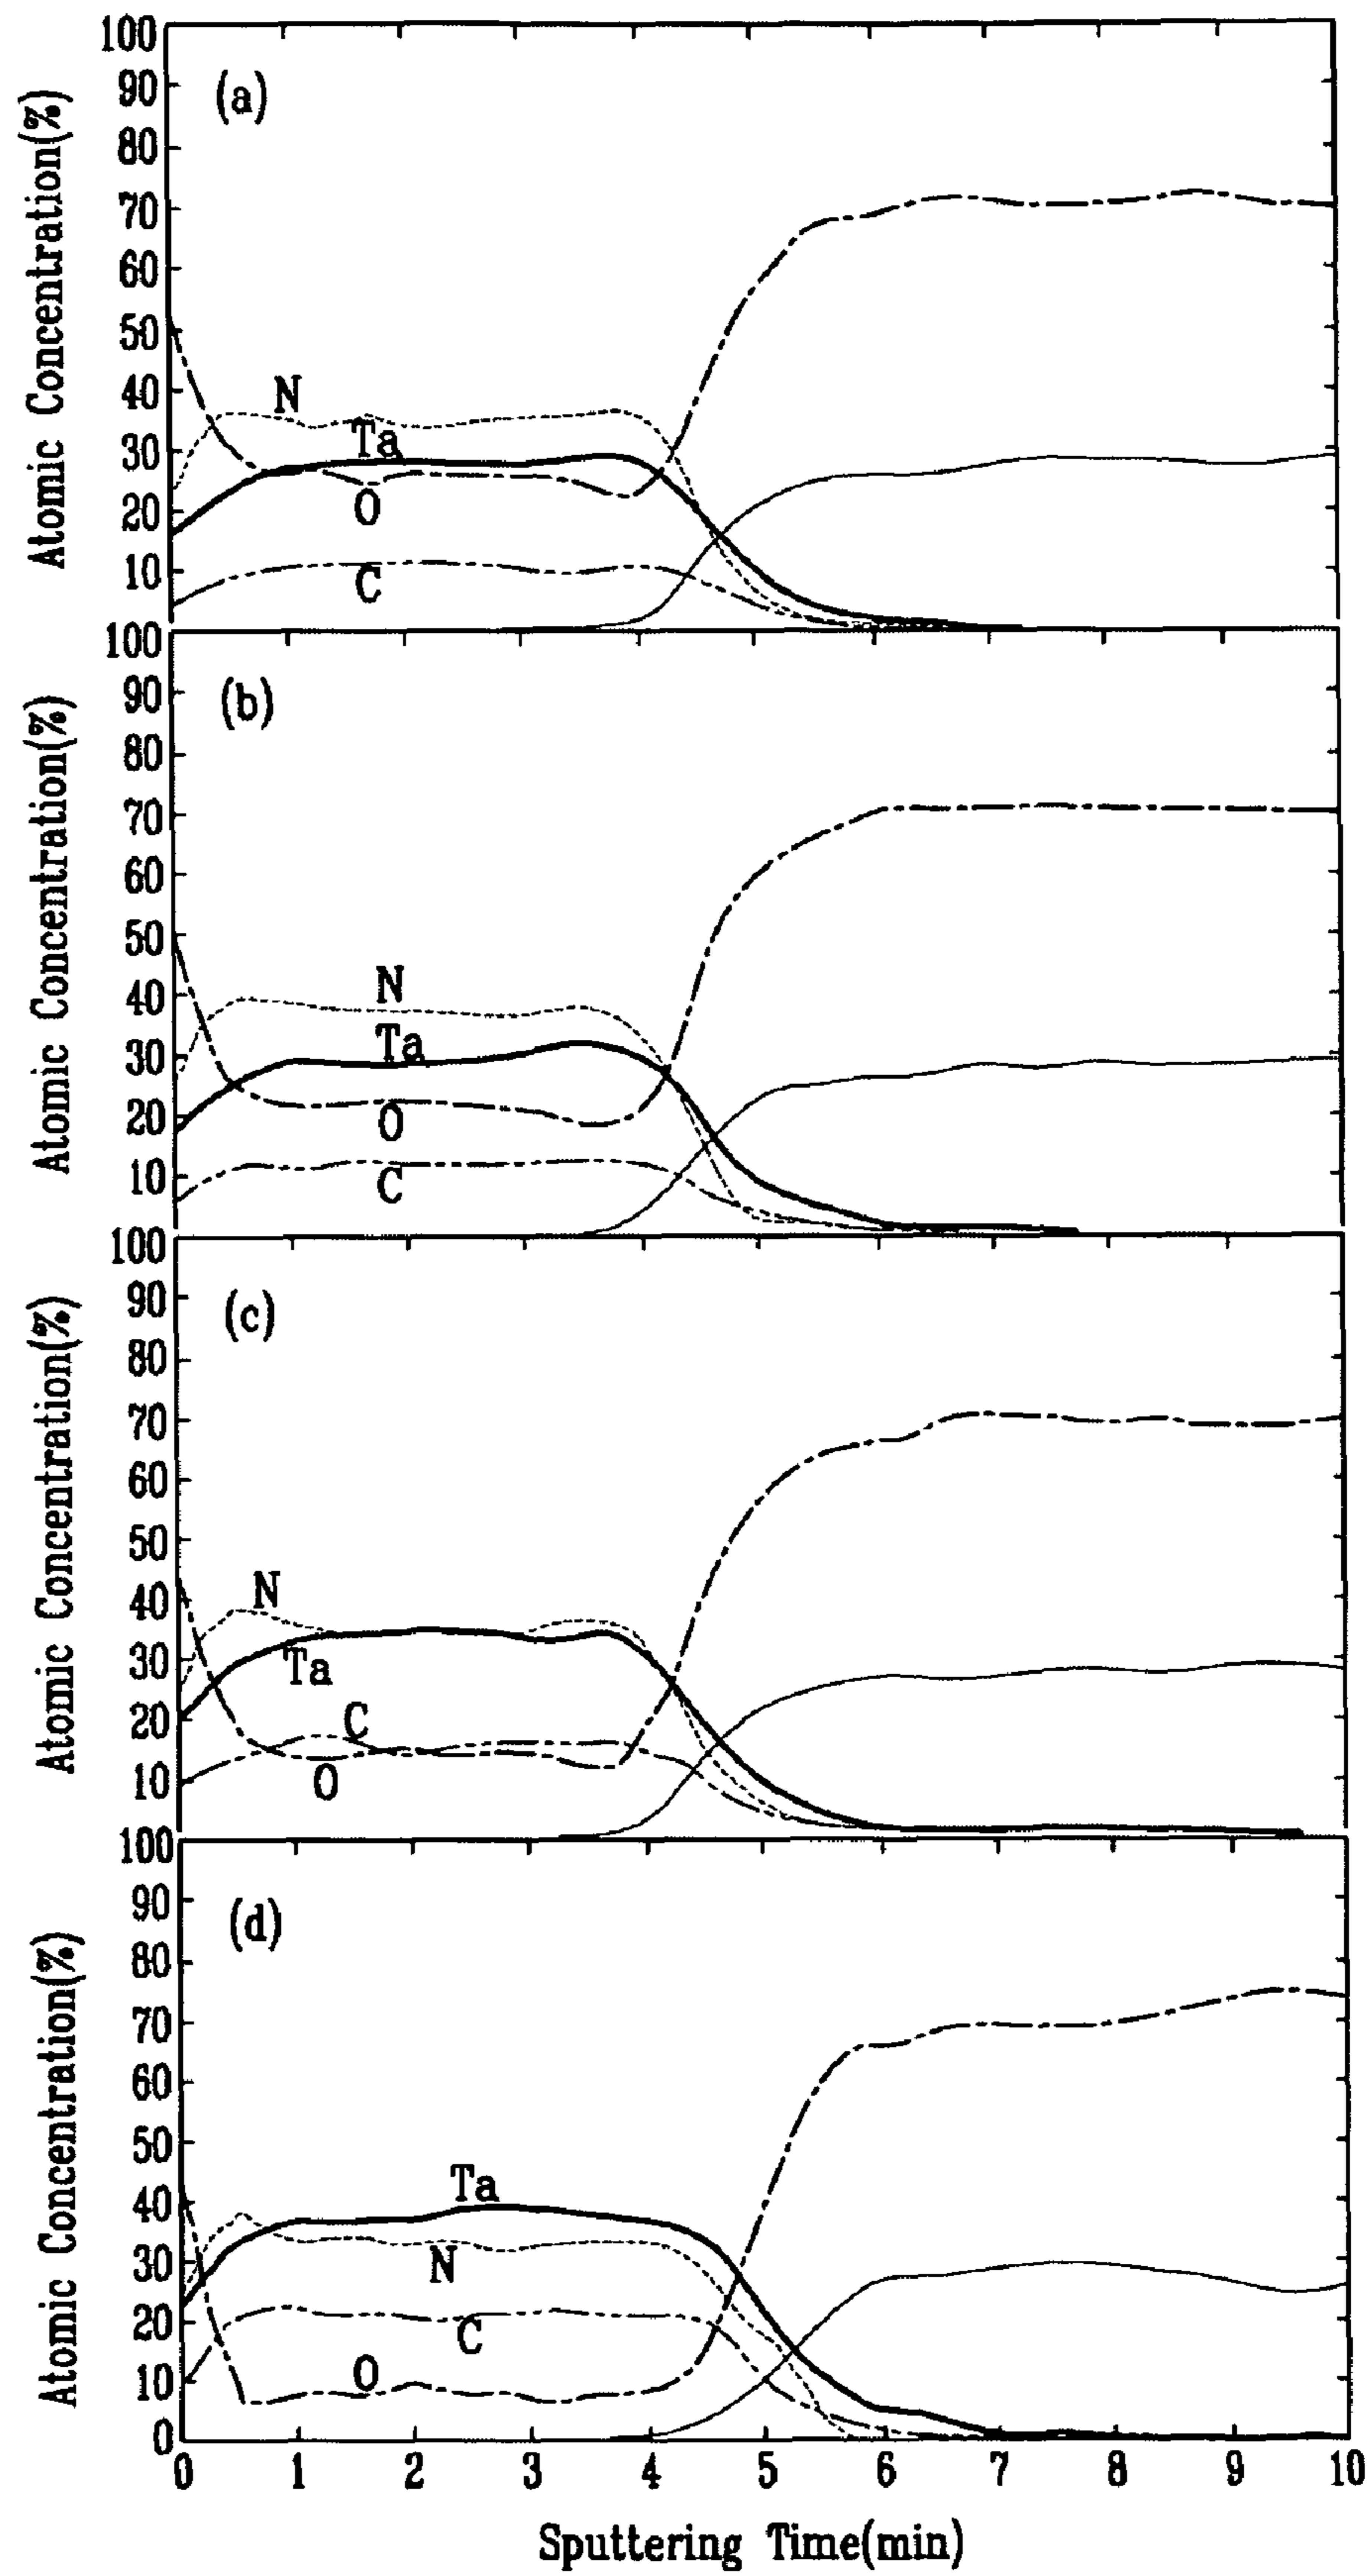 Atomic Concentration(%)
100
90
80
70
60
50
40
30
20
10
(a)
N
Ta
O
C
Atomic Concentration(%)
100
90
80
70
60
50
40
30
20
10
(b)
N
Ta
O
C
Atomic Concentration(%)
100
90
80
70
60
50
40
30
20
10
(c)
N
Ta
C
O
Atomic Concentration(%)
100
90
80
70
60
50
40
30
20
10
0
(d)
Ta
N
C
O
0 1 2 3 4 5 6 7 8 9 10
Sputtering Time(min)